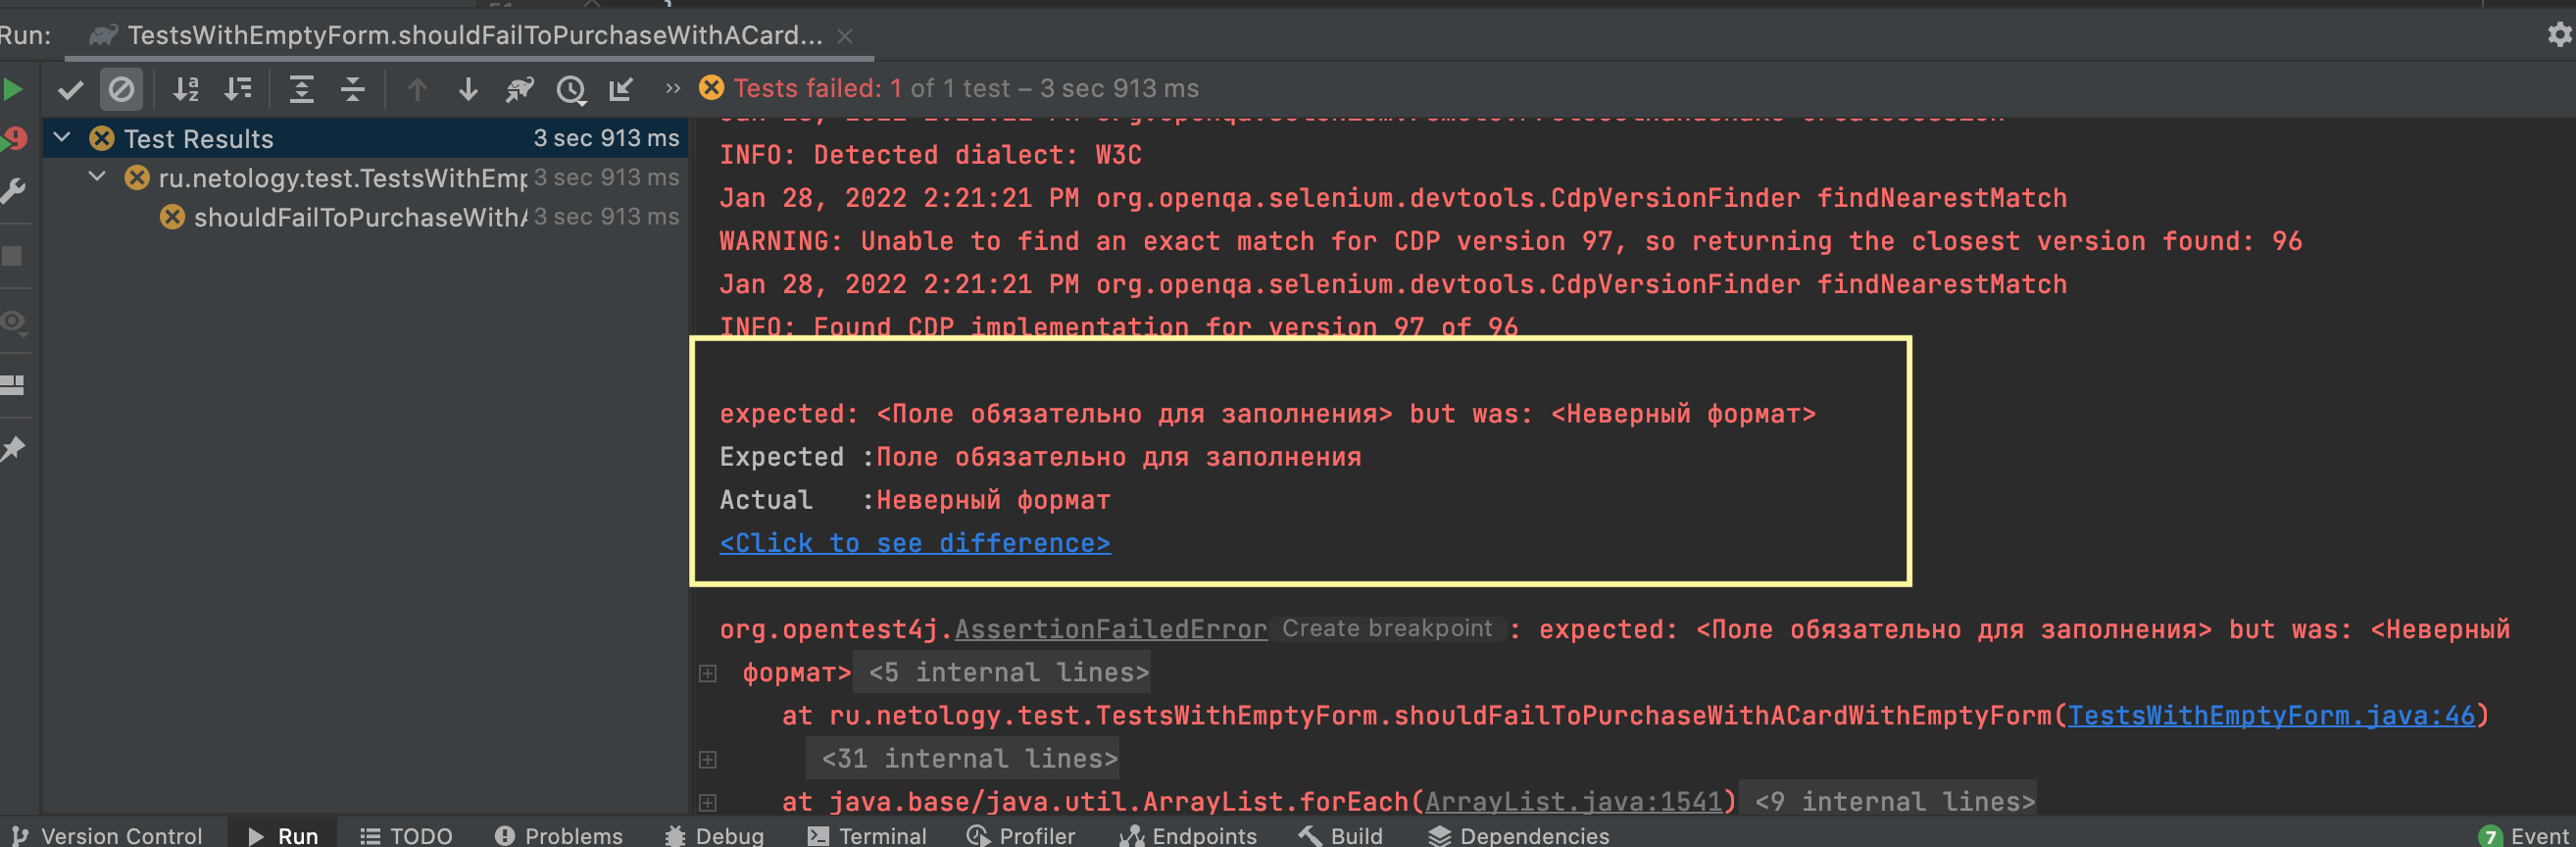 Run: TestsWithEmptyForm.shouldFailToPurchaseWithACard...
Tests failed: 1 of 1 test – 3 sec 913 ms
Test Results 3 sec 913 ms
ru.netology.test.TestsWithEmp 3 sec 913 ms
shouldFailToPurchaseWithA 3 sec 913 ms
INFO: Detected dialect: W3C
Jan 28, 2022 2:21:21 PM org.openqa.selenium.devtools.CdpVersionFinder findNearestMatch
WARNING: Unable to find an exact match for CDP version 97, so returning the closest version found: 96
Jan 28, 2022 2:21:21 PM org.openqa.selenium.devtools.CdpVersionFinder findNearestMatch
INFO: Found CDP implementation for version 97 of 96
expected: <Поле обязательно для заполнения> but was: <Неверный формат>
Expected :Поле обязательно для заполнения
Actual   :Неверный формат
<Click to see difference>
org.opentest4j.AssertionFailedError Create breakpoint : expected: <Поле обязательно для заполнения> but was: <Неверный
формат> <5 internal lines>
at ru.netology.test.TestsWithEmptyForm.shouldFailToPurchaseWithACardWithEmptyForm(TestsWithEmptyForm.java:46)
<31 internal lines>
at java.base/java.util.ArrayList.forEach(ArrayList.java:1541) <9 internal lines>
Version Control Run TODO Problems Debug Terminal Profiler Endpoints Build Dependencies 7 Event